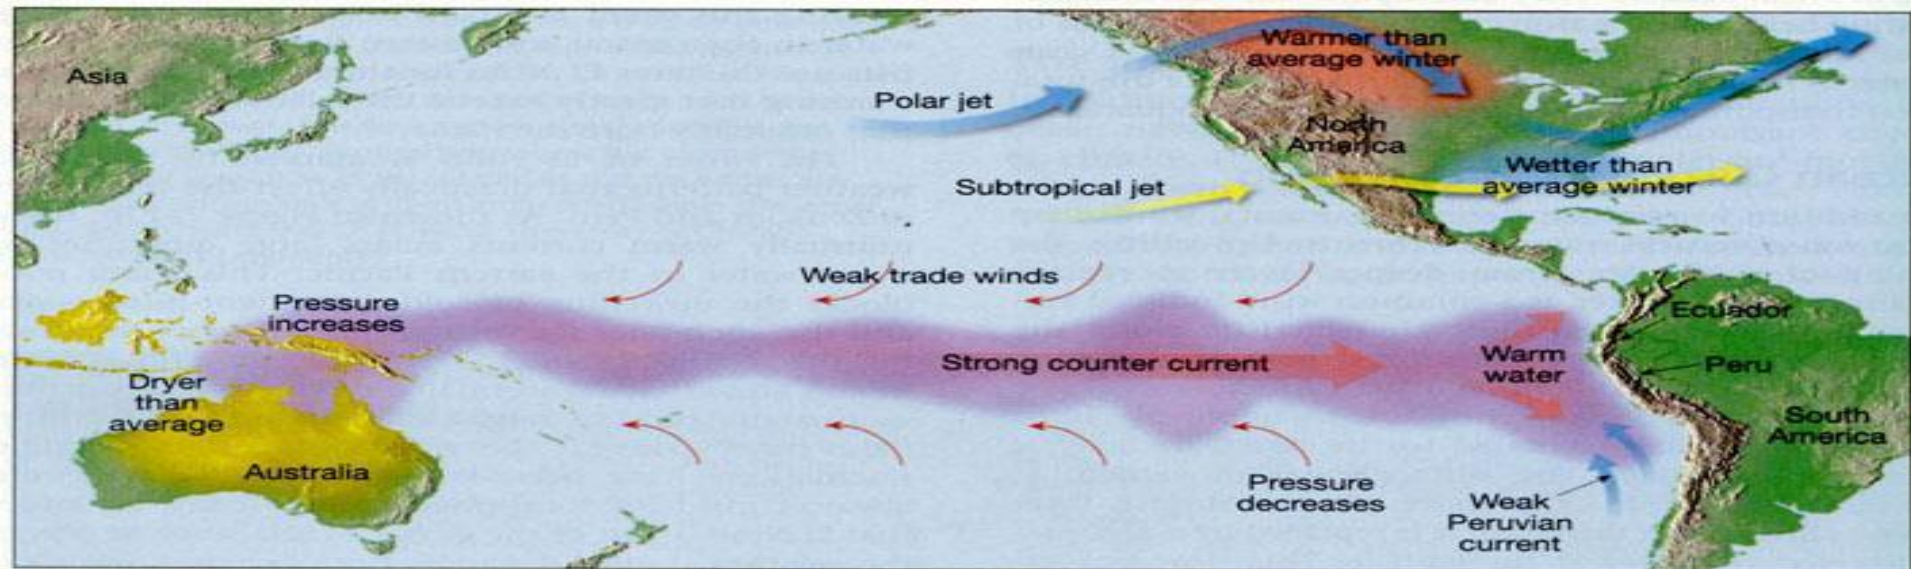 Asia
Polar jet
Warmer than
average winter
North
America
Subtropical jet
Wetter than
average winter
Weak trade winds
Pressure
increases
Ecuador
Strong counter current
Warm
water
Peru
Dryer
than
average
South
America
Australia
Pressure
decreases
Weak
Peruvian
current